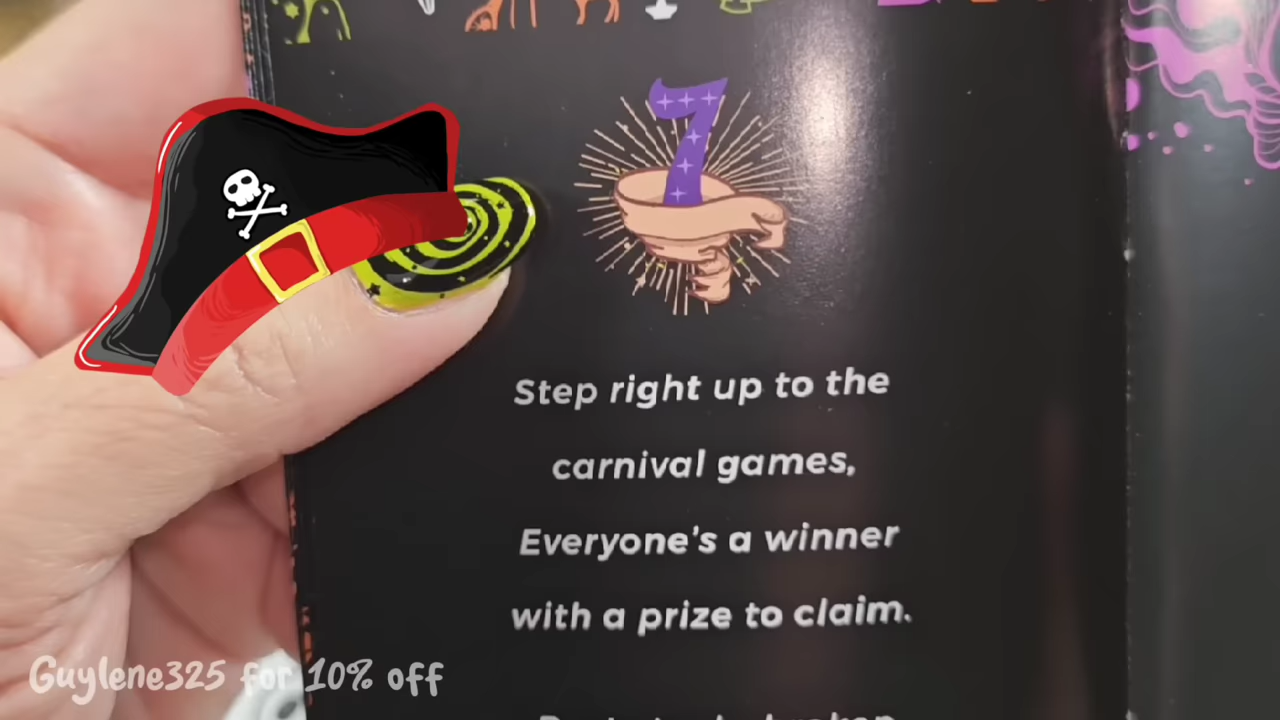 7
Step right up to the
carnival games,
Everyone's a winner
with a prize to claim.
Guylene325 for 10% off